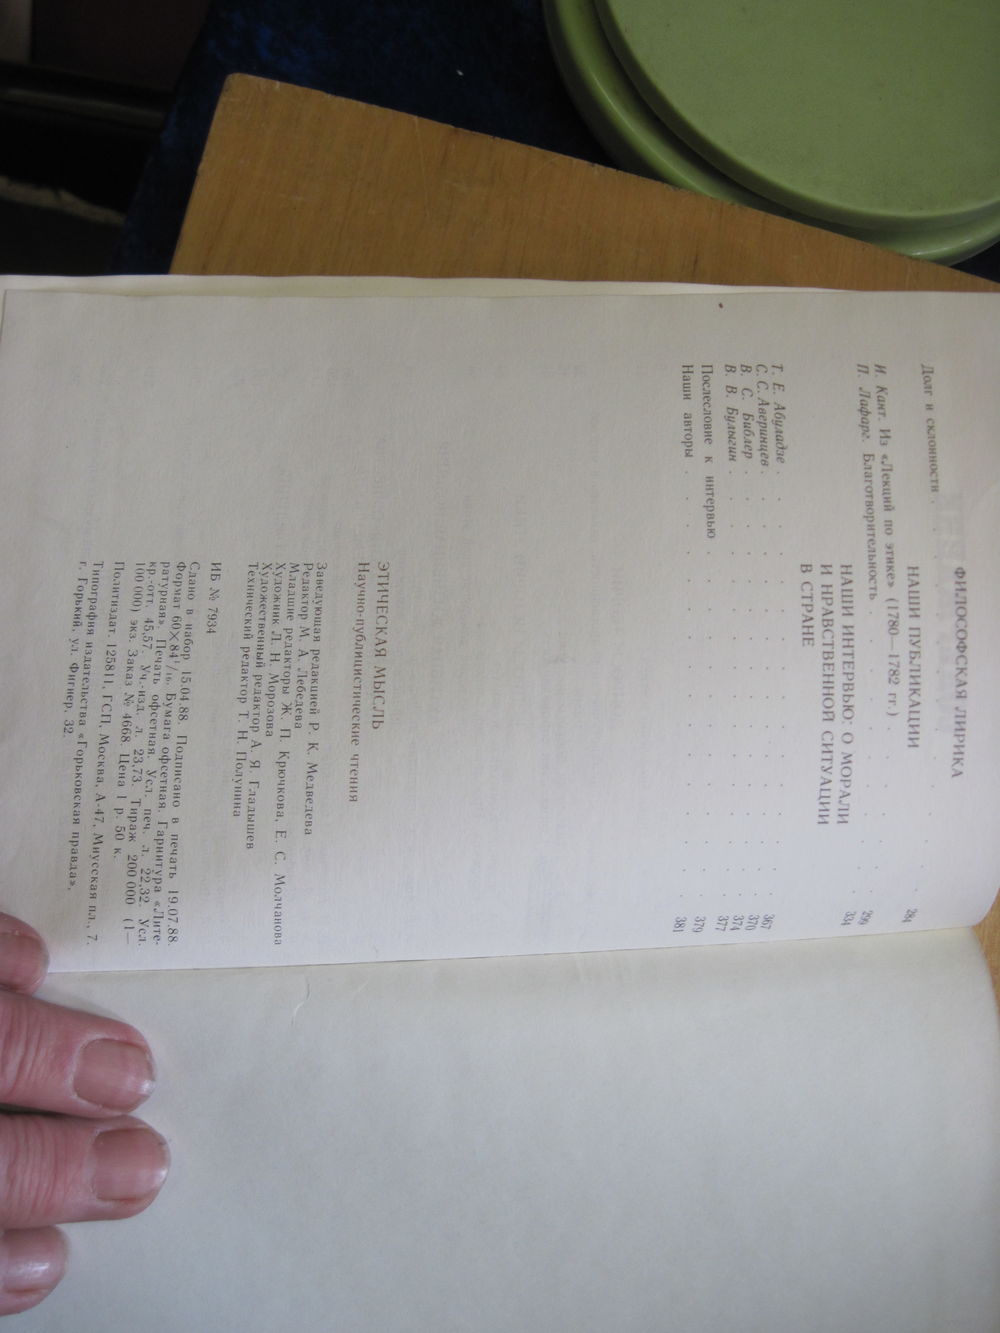 ФИЛОСОФСКАЯ ЛИРИКА
Долг и склонности . . . . . . . . 284
НАШИ ПУБЛИКАЦИИ
И. Кант. Из «Лекций по этике» (1780—1782 гг.) . . . 299
П. Лафарг. Благотворительность . . . . . . 334
НАШИ ИНТЕРВЬЮ: О МОРАЛИ
И НРАВСТВЕННОЙ СИТУАЦИИ
В СТРАНЕ
Т. Е. Абуладзе . . . . . . . . 367
С. С. Аверинцев . . . . . . . . 370
В. С. Библер . . . . . . . . 374
В. В. Булыгин . . . . . . . . 377
Послесловие к интервью . . . . . . . 379
Наши авторы . . . . . . . . 381
ЭТИЧЕСКАЯ МЫСЛЬ
Научно-публицистические чтения
Заведующая редакцией Р. К. Медведева
Редактор М. А. Лебедева
Младшие редакторы Ж. П. Крючкова, Е. С. Молчанова
Художник Л. Н. Морозова
Художественный редактор А. Я. Гладышев
Технический редактор Т. Н. Полунина
ИБ № 7934
Сдано в набор 15.04.88. Подписано в печать 19.07.88.
Формат 60×84¹/₁₆. Бумага офсетная. Гарнитура «Лите-
ратурная». Печать офсетная. Усл. печ. л. 22,32. Усл.
кр.-отт. 45,57. Уч.-изд. л. 23,73. Тираж 200 000 (1—
100 000) экз. Заказ № 4668. Цена 1 р. 50 к.
Политиздат. 125811, ГСП, Москва, А-47, Миусская пл., 7.
Типография издательства «Горьковская правда»,
г. Горький, ул. Фигнер, 32.